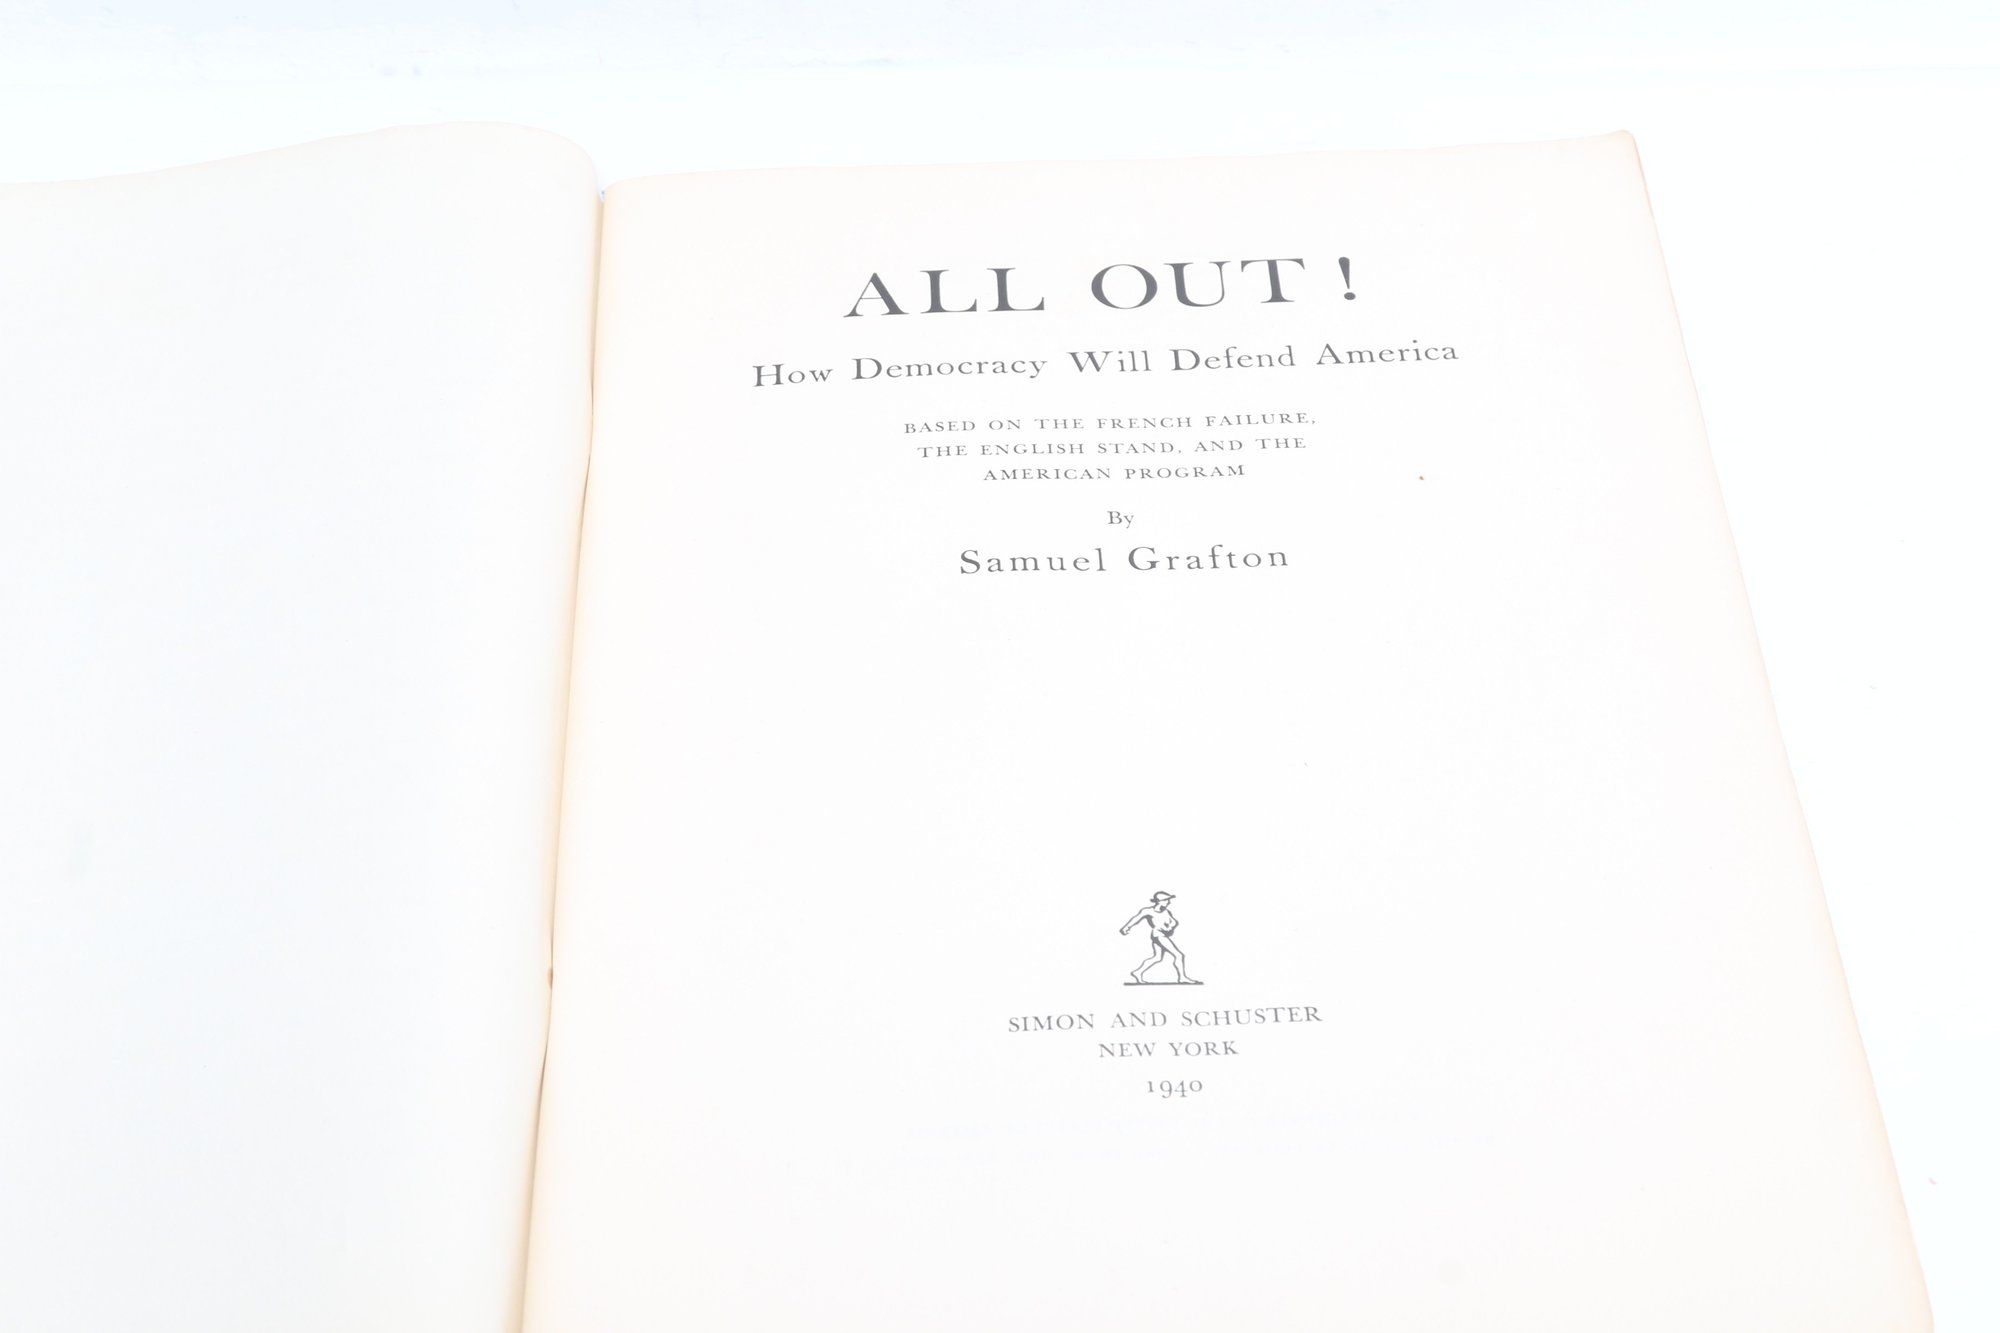 ALL OUT!
How Democracy Will Defend America
BASED ON THE FRENCH FAILURE,
THE ENGLISH STAND, AND THE
AMERICAN PROGRAM
By
Samuel Grafton
SIMON AND SCHUSTER
NEW YORK
1940